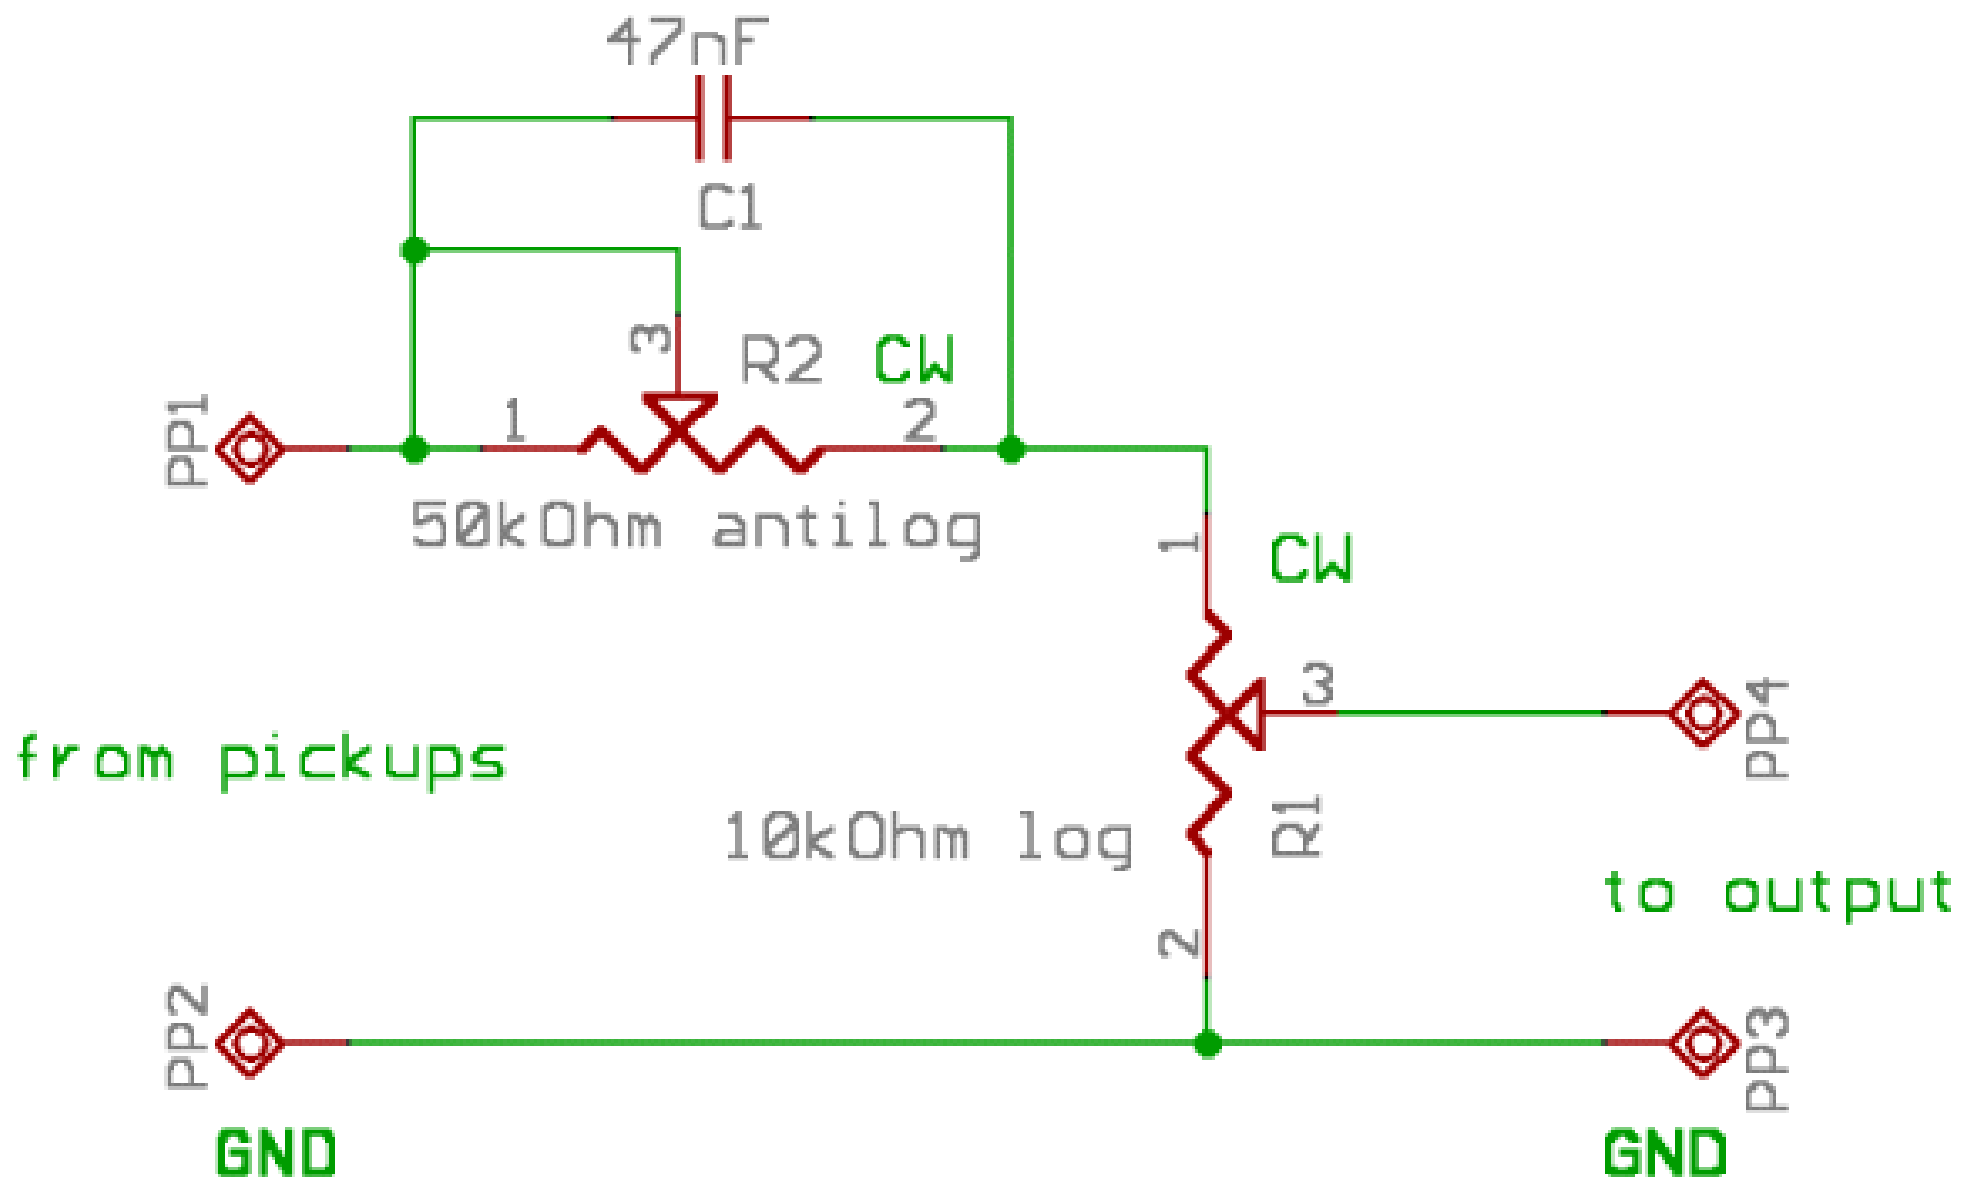 47nF
C1
3
R2
CW
PP1
1
2
50kOhm antilog
1
CW
3
PP4
from pickups
10kOhm log
R1
to output
2
PP2
PP3
GND
GND